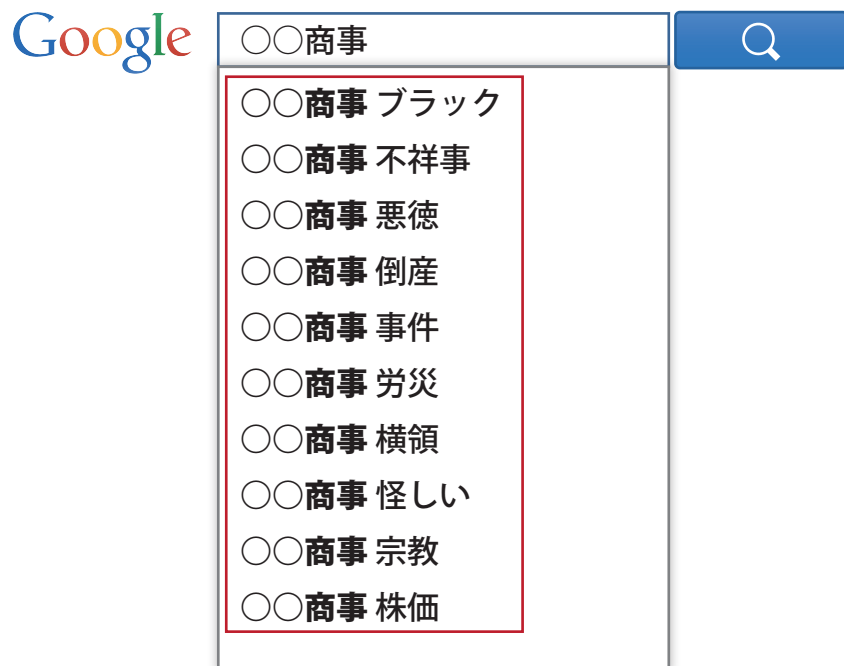 Google
○○商事
○○商事 ブラック
○○商事 不祥事
○○商事 悪徳
○○商事 倒産
○○商事 事件
○○商事 労災
○○商事 横領
○○商事 怪しい
○○商事 宗教
○○商事 株価